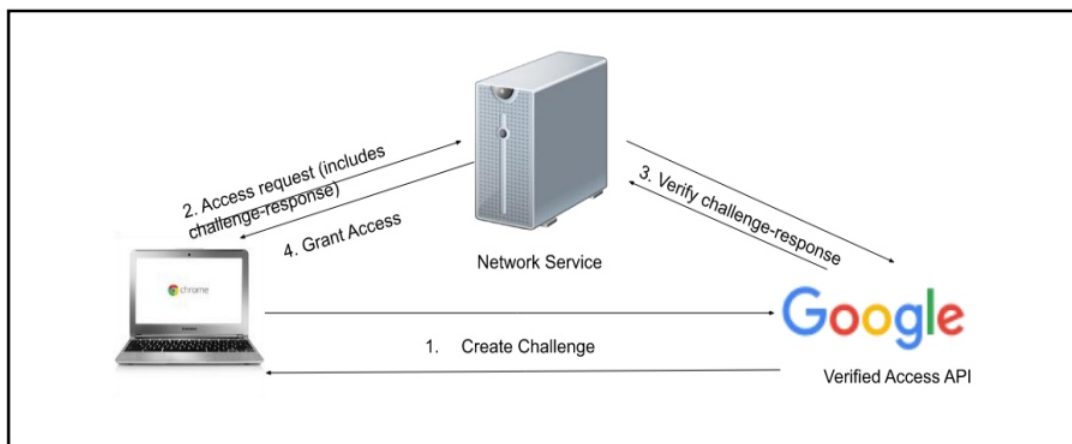 2. Access request (includes
challenge-response)
4. Grant Access
3. Verify challenge-response
Network Service
chrome
Google
1. Create Challenge
Verified Access API